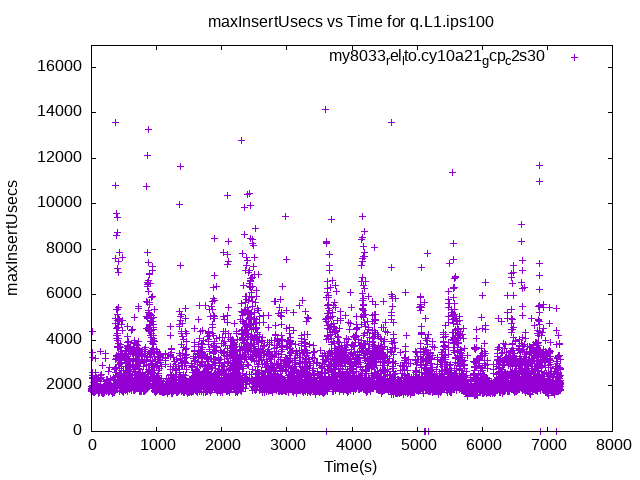 maxInsertUsecs vs Time for q.L1.ips100
my8033rellto.cy10a21gcpc2s30
16000
14000
12000
10000
8000
6000
4000
2000
0
maxInsertUsecs
0 1000 2000 3000 4000 5000 6000 7000 8000
Time(s)